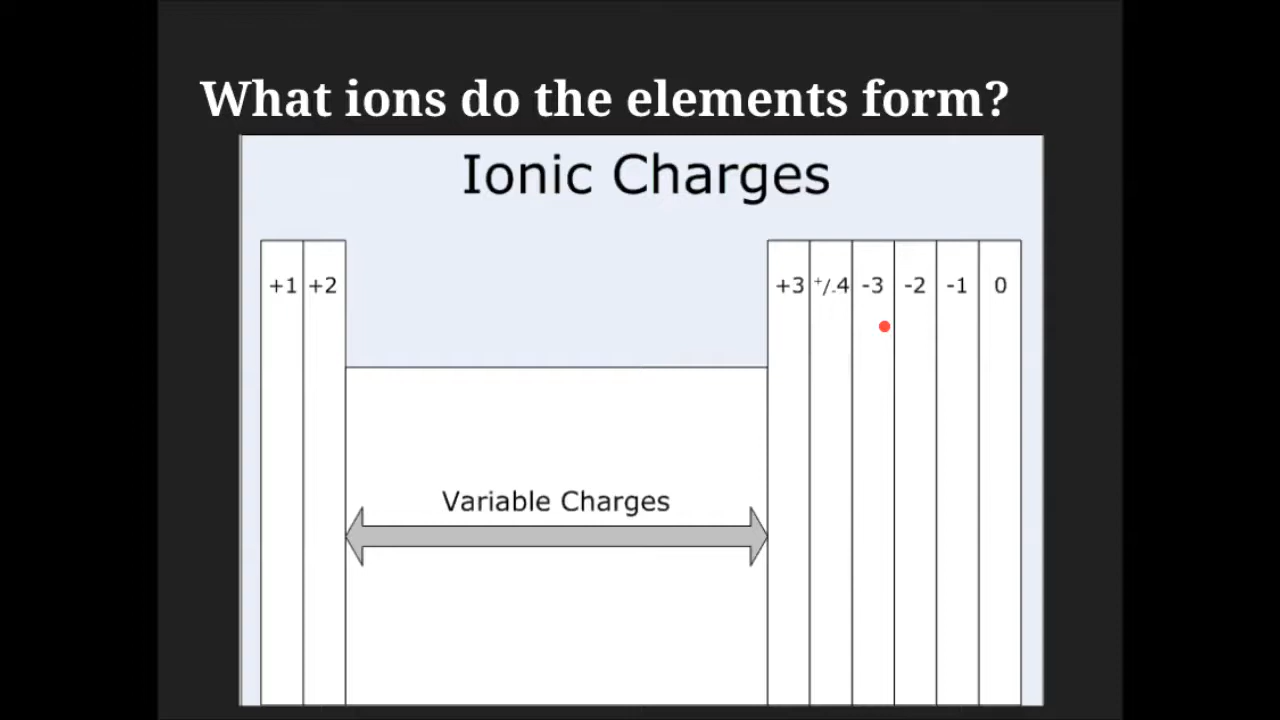 What ions do the elements form?
Ionic Charges
+1 +2 +3 +/-4 -3 -2 -1 0
Variable Charges